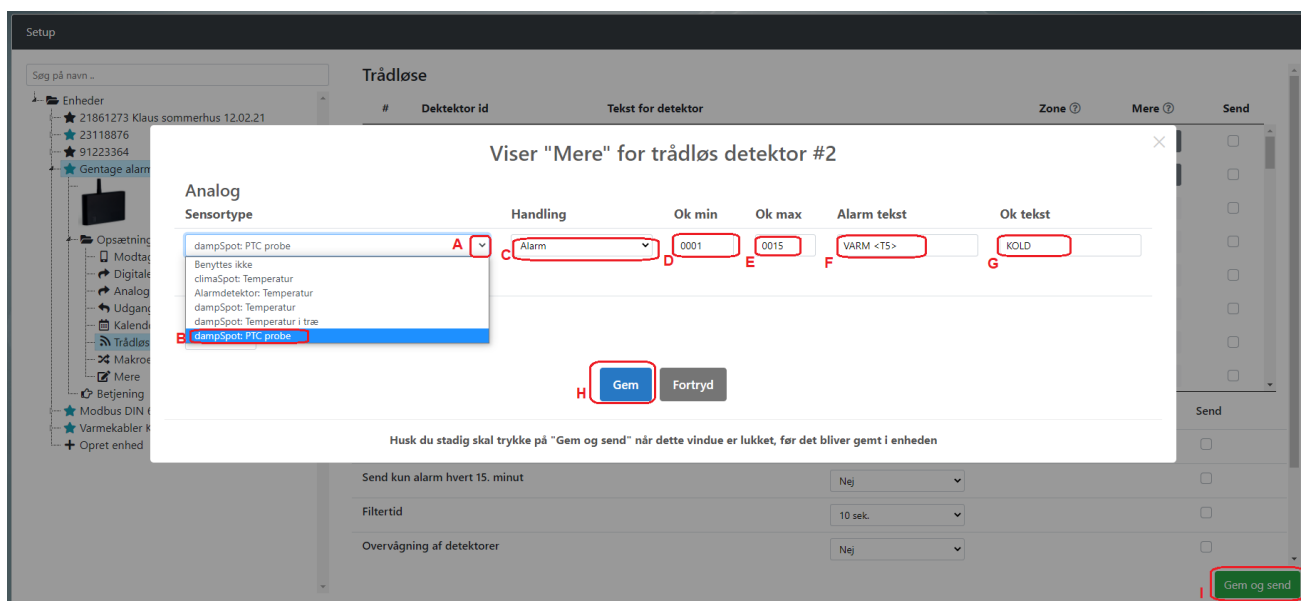 Setup
Søg på navn ..
Enheder
21861273 Klaus sommerhus 12.02.21
23118876
91223364
Gentage alarm
Opsætning
Modtag
Digitale
Analog
Udgang
Kalende
Trådløs
Makroe
Mere
Betjening
Modbus DIN
Varmekabler K
Opret enhed
Trådløse
# Dektektor id Tekst for detektor Zone ? Mere ? Send
Viser "Mere" for trådløs detektor #2 ×
Analog
Sensortype Handling Ok min Ok max Alarm tekst Ok tekst
dampSpot: PTC probe A C Alarm D 0001 E 0015 F VARM <T5> G KOLD
Benyttes ikke
climaSpot: Temperatur
Alarmdetektor: Temperatur
dampSpot: Temperatur
dampSpot: Temperatur i træ
B dampSpot: PTC probe
H Gem Fortryd
Husk du stadig skal trykke på "Gem og send" når dette vindue er lukket, før det bliver gemt i enheden
Send
Send kun alarm hvert 15. minut Nej
Filtertid 10 sek.
Overvågning af detektorer Nej
I Gem og send